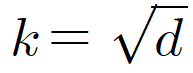 k = √d